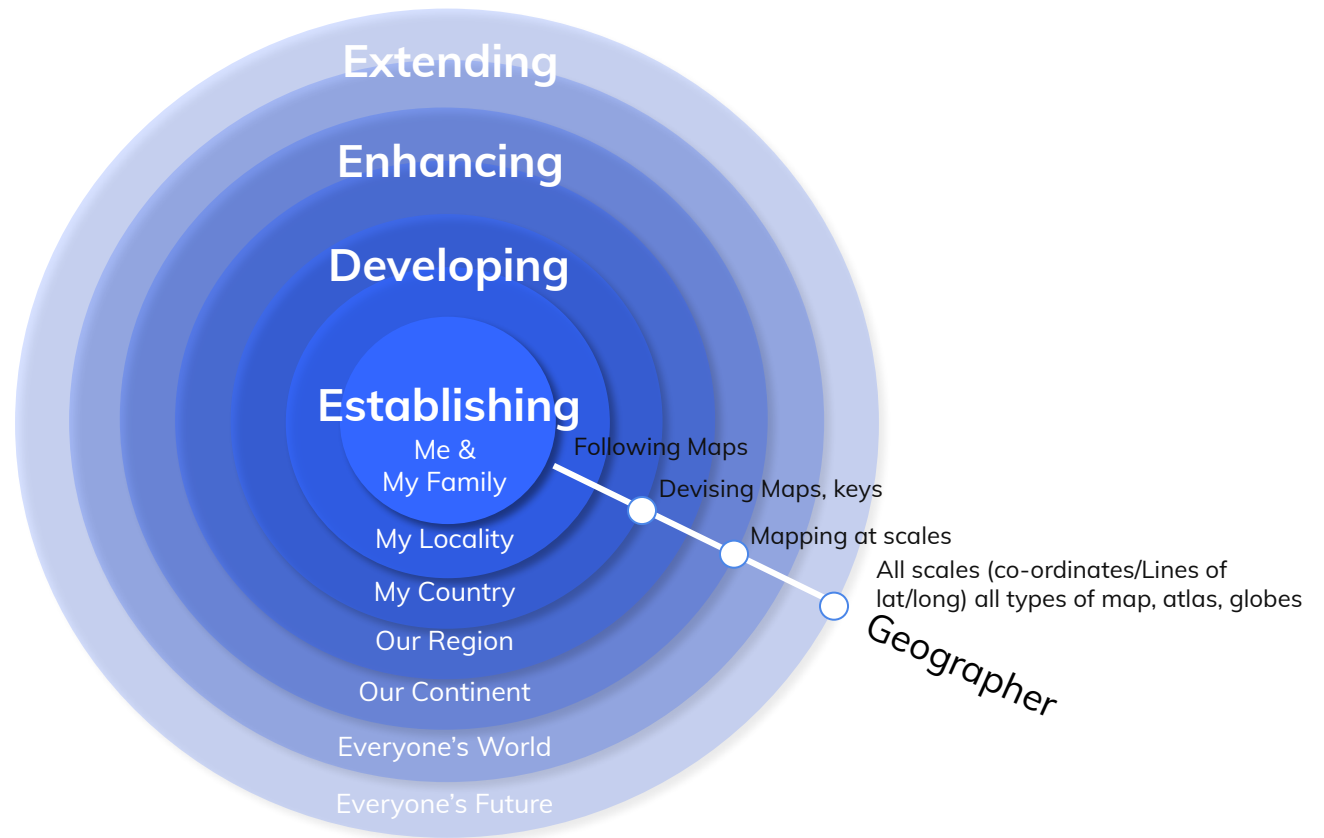 Extending
Enhancing
Developing
Establishing
Me &
My Family
My Locality
My Country
Our Region
Our Continent
Everyone’s World
Everyone’s Future
Following Maps
Devising Maps, keys
Mapping at scales
All scales (co-ordinates/Lines of
lat/long) all types of map, atlas, globes
Geographer